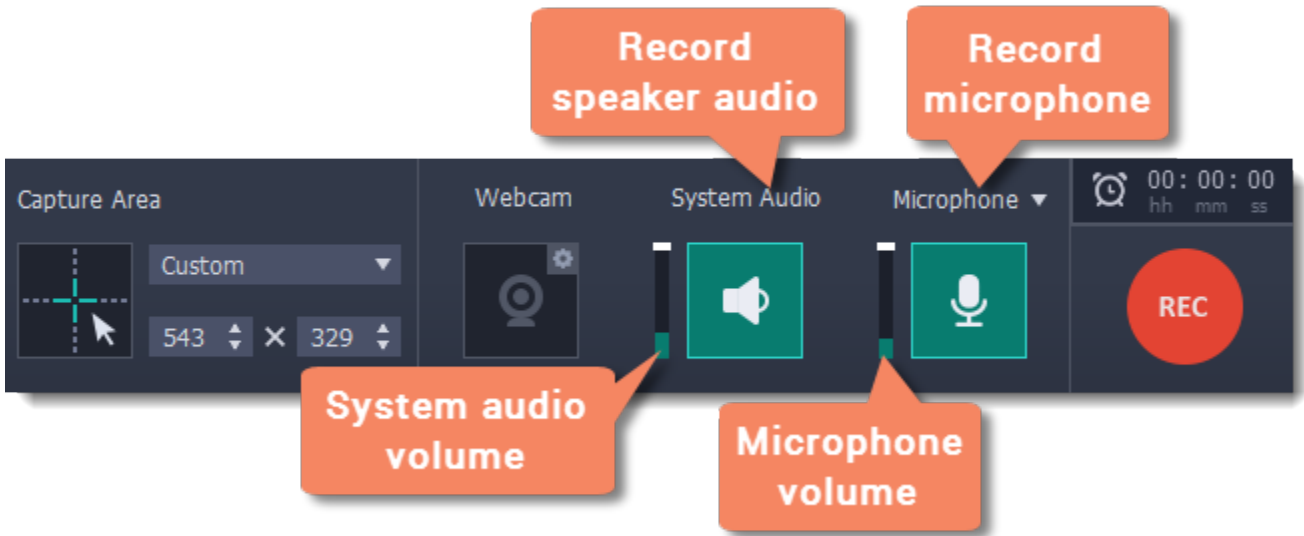 Record
speaker audio
Record
microphone
Capture Area
Webcam
System Audio
Microphone
00 : 00 : 00
hh mm ss
Custom
543 × 329
REC
System audio
volume
Microphone
volume